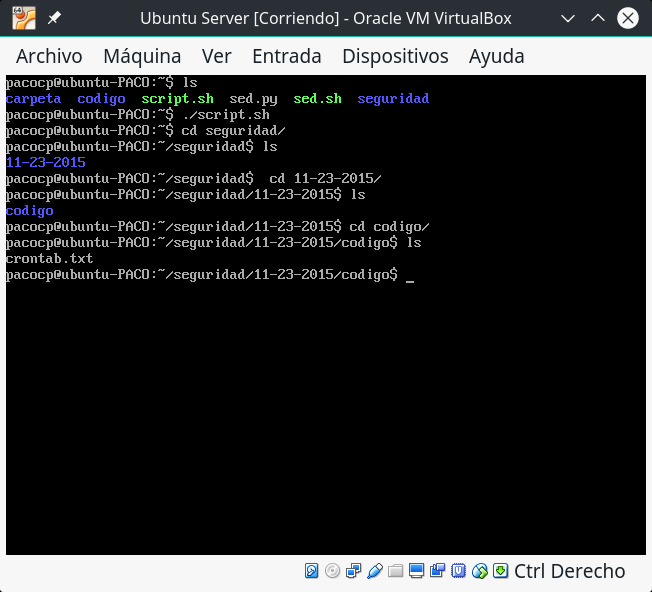 Ubuntu Server [Corriendo] - Oracle VM VirtualBox
Archivo Máquina Ver Entrada Dispositivos Ayuda
pacocp@ubuntu-PACO:~$ ls
carpeta  codigo  script.sh  sed.py  sed.sh  seguridad
pacocp@ubuntu-PACO:~$ ./script.sh
pacocp@ubuntu-PACO:~$ cd seguridad/
pacocp@ubuntu-PACO:~/seguridad$ ls
11-23-2015
pacocp@ubuntu-PACO:~/seguridad$  cd 11-23-2015/
pacocp@ubuntu-PACO:~/seguridad/11-23-2015$ ls
codigo
pacocp@ubuntu-PACO:~/seguridad/11-23-2015$ cd codigo/
pacocp@ubuntu-PACO:~/seguridad/11-23-2015/codigo$ ls
crontab.txt
pacocp@ubuntu-PACO:~/seguridad/11-23-2015/codigo$ _
Ctrl Derecho